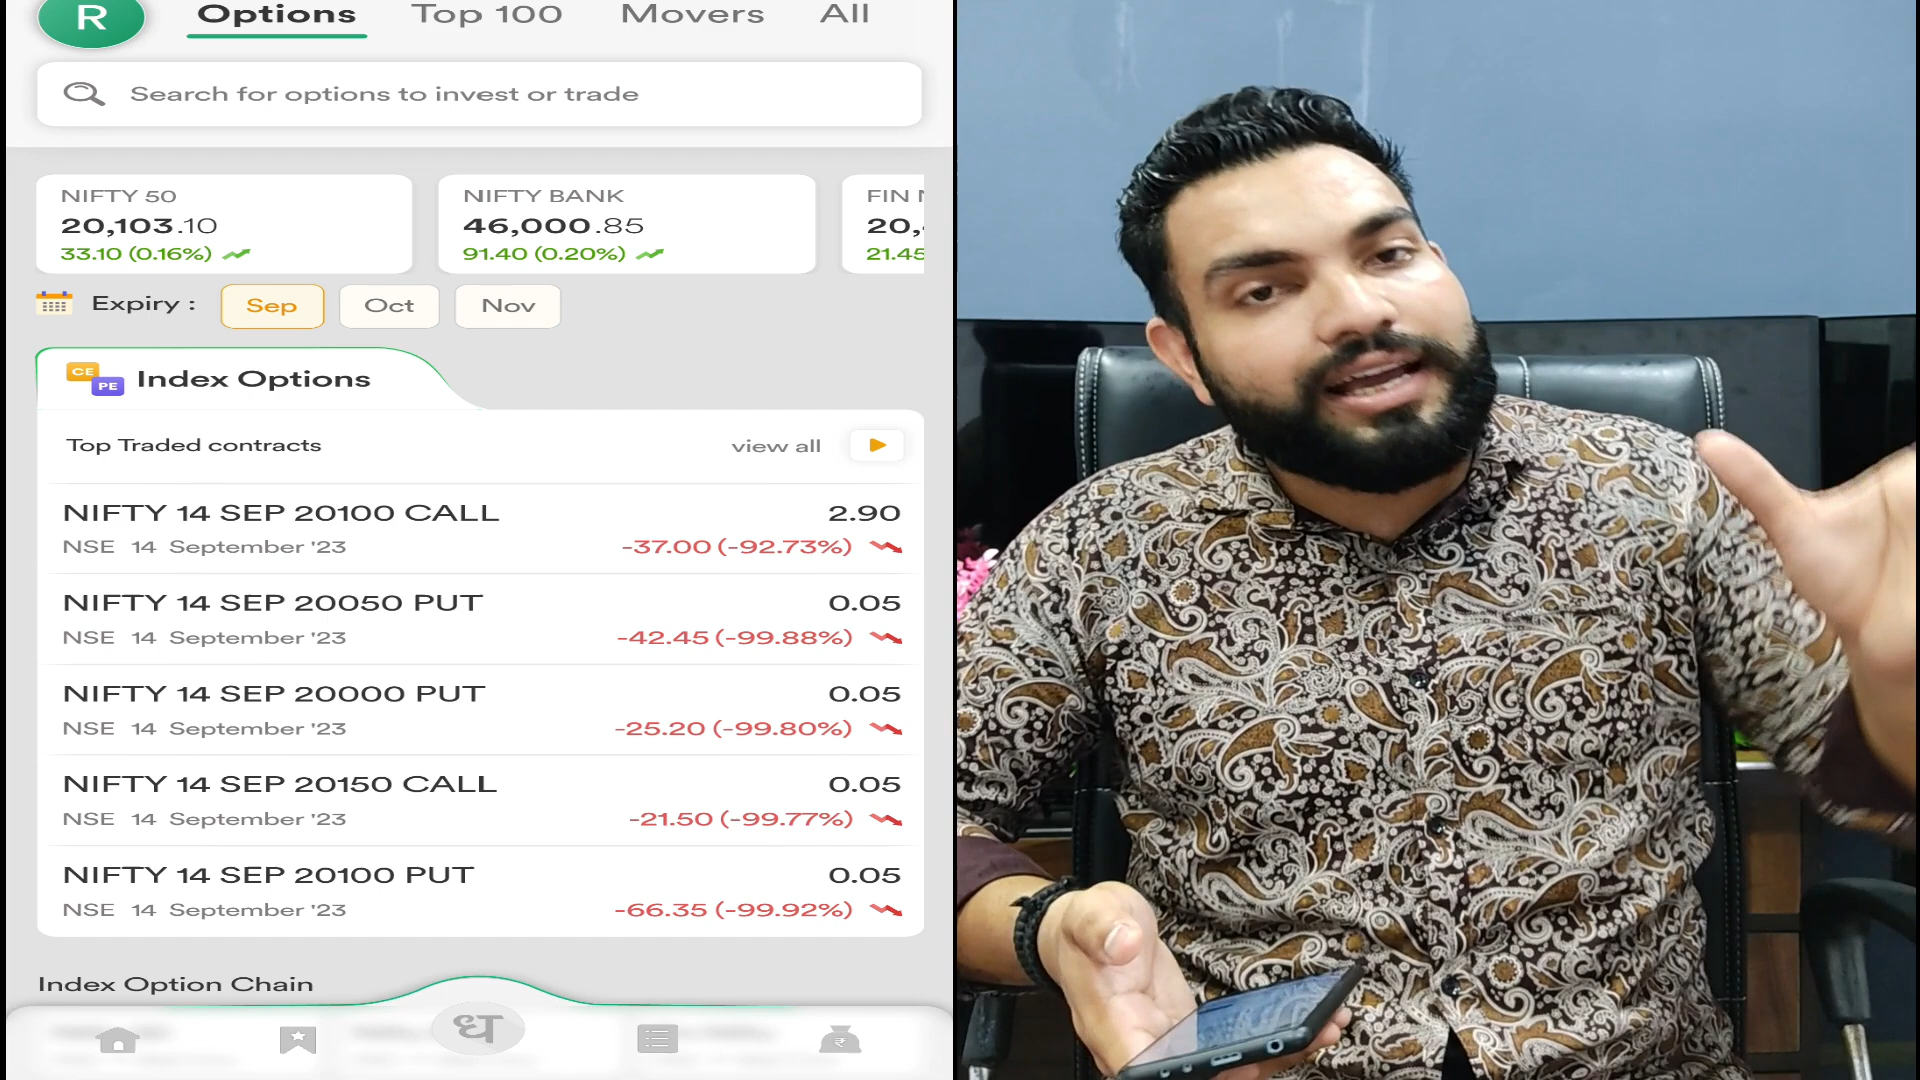 R
Options Top 100 Movers All
Search for options to invest or trade
NIFTY 50
20,103.10
33.10 (0.16%)
NIFTY BANK
46,000.85
91.40 (0.20%)
FIN
20,
21.45
Expiry : Sep Oct Nov
CE
PE
Index Options
Top Traded contracts view all
NIFTY 14 SEP 20100 CALL 2.90
NSE 14 September '23 -37.00 (-92.73%)
NIFTY 14 SEP 20050 PUT 0.05
NSE 14 September '23 -42.45 (-99.88%)
NIFTY 14 SEP 20000 PUT 0.05
NSE 14 September '23 -25.20 (-99.80%)
NIFTY 14 SEP 20150 CALL 0.05
NSE 14 September '23 -21.50 (-99.77%)
NIFTY 14 SEP 20100 PUT 0.05
NSE 14 September '23 -66.35 (-99.92%)
Index Option Chain
ध
₹